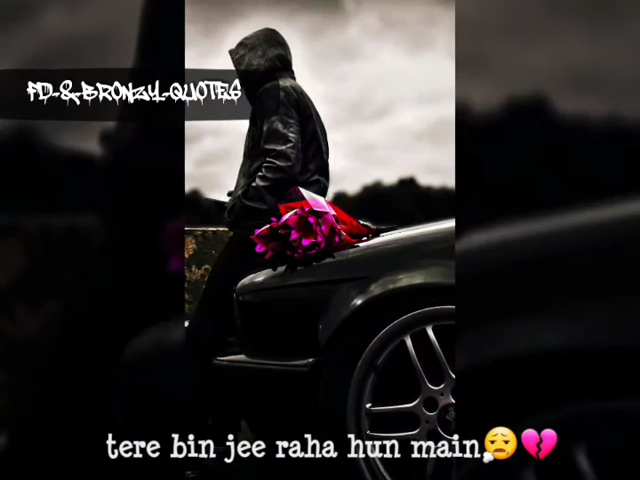 FD-&-BRONZY-QUOTES
tere bin jee raha hun main,😮‍💨💔